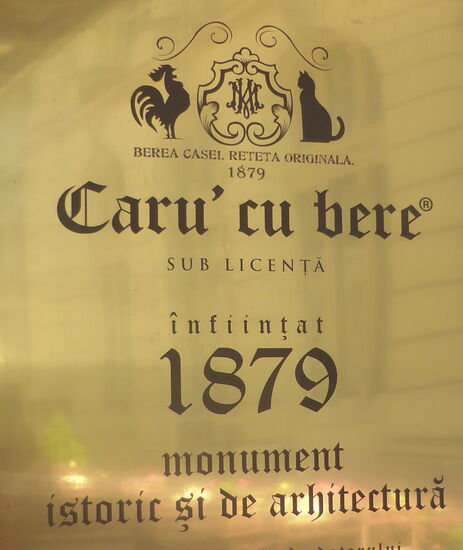 BEREA CASEI. RETETA ORIGINALA.
1879
Caru' cu bere®
SUB LICENȚĂ
înființat
1879
monument
istoric și de arhitectură